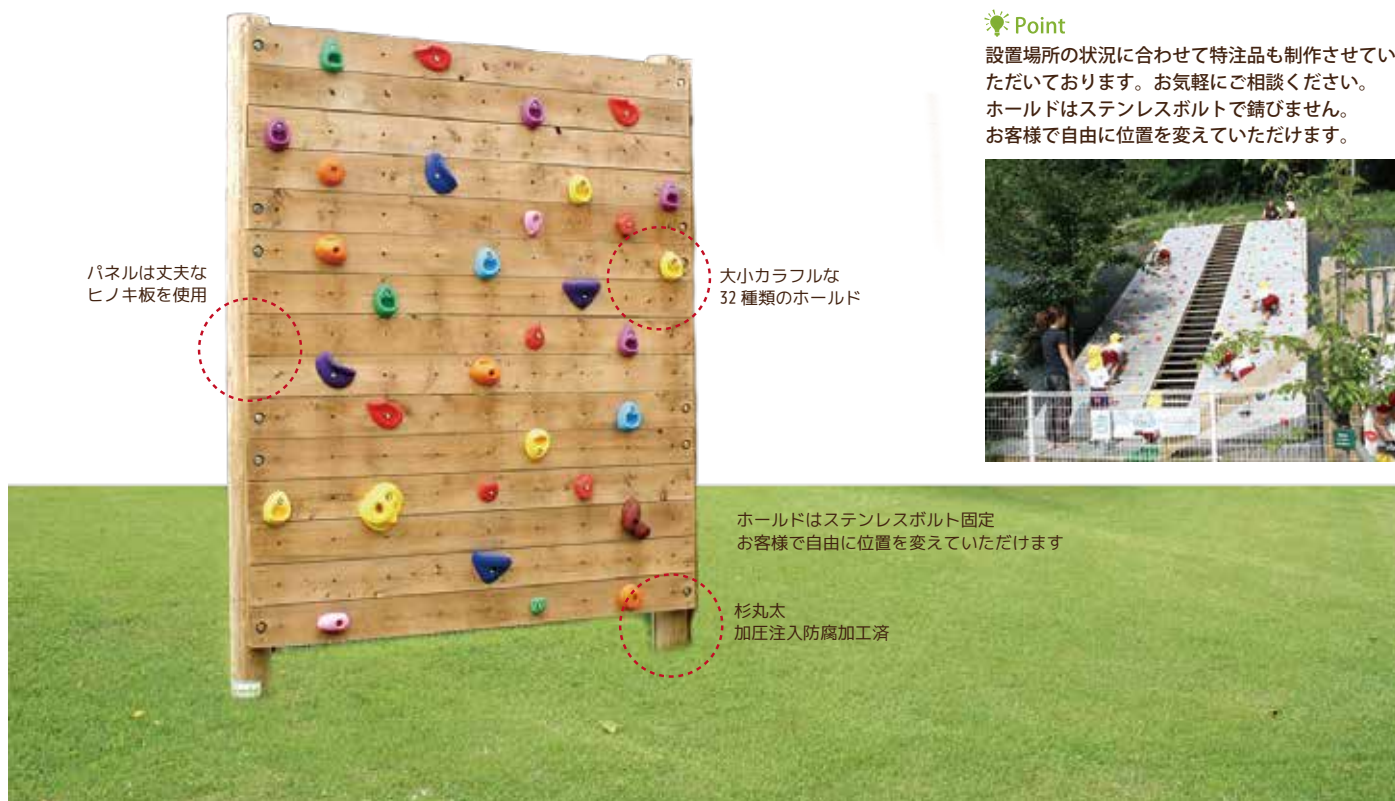 Point
設置場所の状況に合わせて特注品も制作させてい
ただいております。お気軽にご相談ください。
ホールドはステンレスボルトで錆びません。
お客様で自由に位置を変えていただけます。
パネルは丈夫な
ヒノキ板を使用
大小カラフルな
32種類のホールド
ホールドはステンレスボルト固定
お客様で自由に位置を変えていただけます
杉丸太
加圧注入防腐加工済